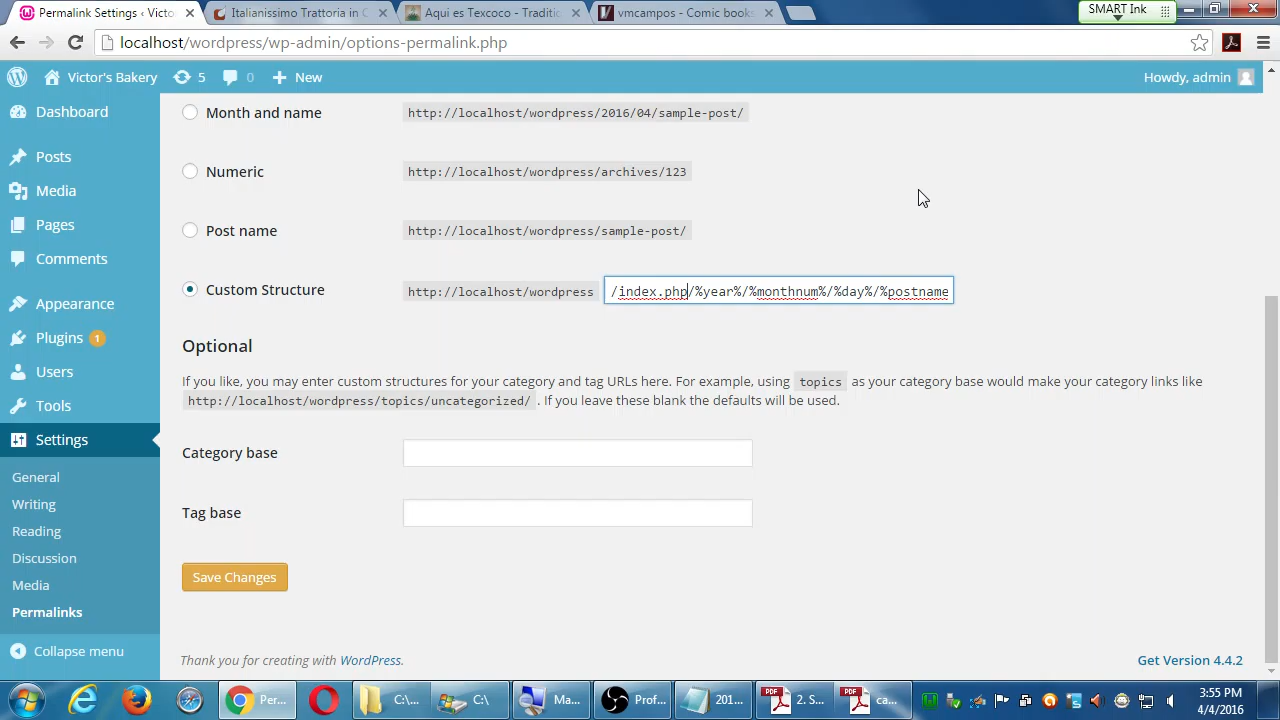 Permalink Settings ‹ Victo
Italianissimo Trattoria in C
Aqui es Texcoco - Traditio
vmcampos - Comic books
SMART Ink
localhost/wordpress/wp-admin/options-permalink.php
Victor's Bakery
5
0
New
Howdy, admin
Dashboard
Posts
Media
Pages
Comments
Appearance
Plugins 1
Users
Tools
Settings
General
Writing
Reading
Discussion
Media
Permalinks
Collapse menu
Month and name http://localhost/wordpress/2016/04/sample-post/
Numeric http://localhost/wordpress/archives/123
Post name http://localhost/wordpress/sample-post/
Custom Structure http://localhost/wordpress /index.php/%year%/%monthnum%/%day%/%postname
Optional
If you like, you may enter custom structures for your category and tag URLs here. For example, using topics as your category base would make your category links like
http://localhost/wordpress/topics/uncategorized/ . If you leave these blank the defaults will be used.
Category base
Tag base
Save Changes
Thank you for creating with WordPress.
Get Version 4.4.2
Per...
C:\...
C:\
Ma...
Prof...
201...
PDF
2. S...
PDF
ca...
3:55 PM
4/4/2016